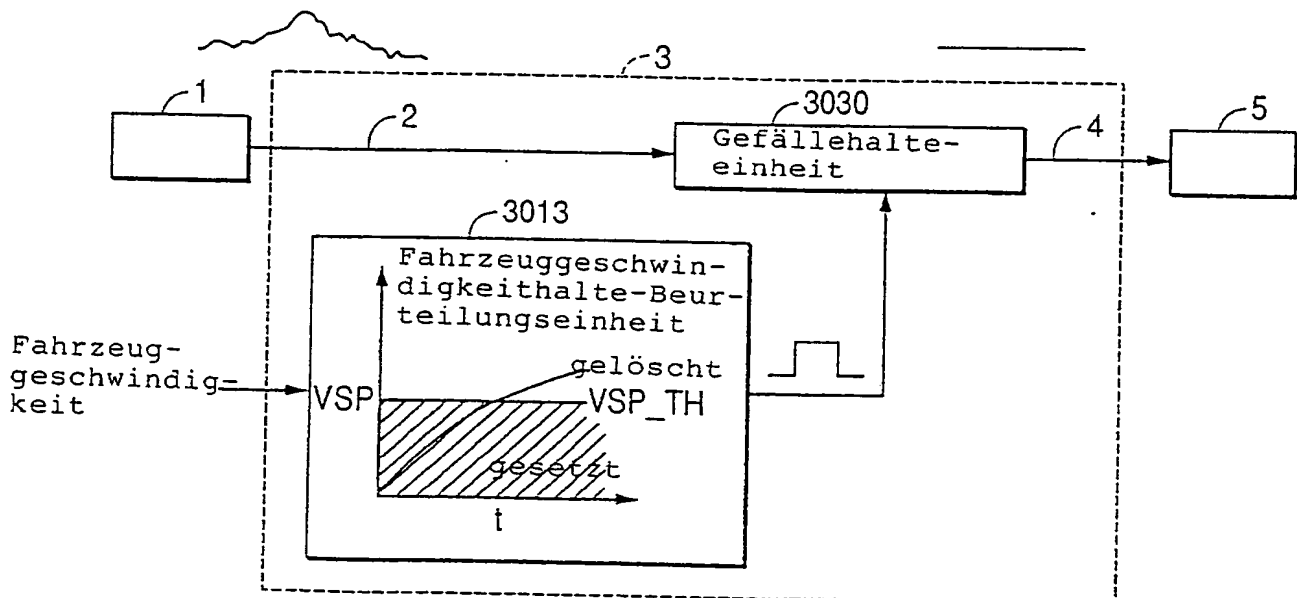 3
1
2
3030
Gefällehalte-
einheit
4
5
3013
Fahrzeuggeschwin-
digkeithalte-Beur-
teilungseinheit
Fahrzeug-
geschwindig-
keit
gelöscht
VSP
VSP_TH
gesetzt
t